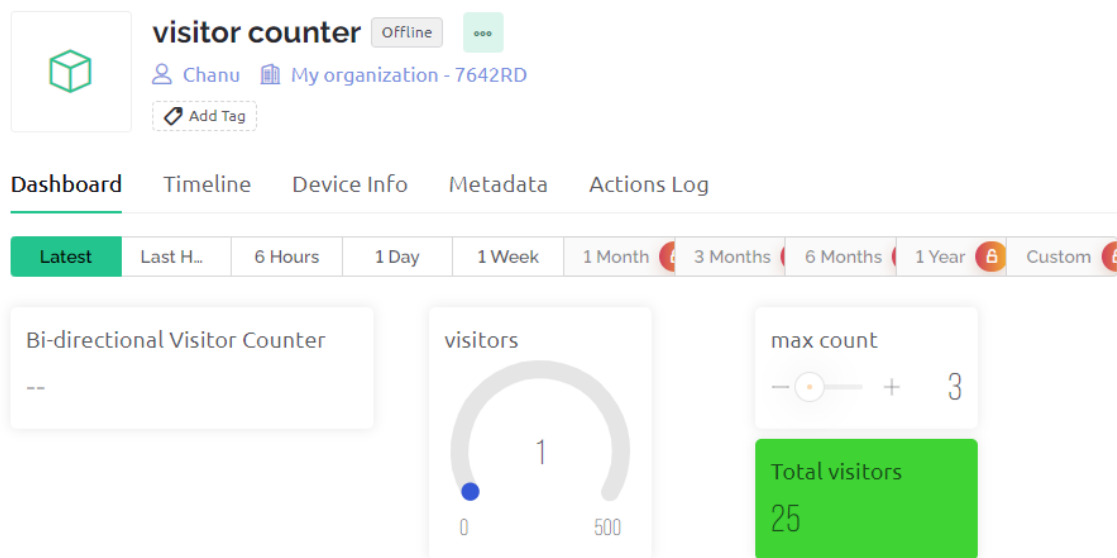 visitor counter Offline
Chanu My organization - 7642RD
Add Tag
Dashboard Timeline Device Info Metadata Actions Log
Latest Last H... 6 Hours 1 Day 1 Week 1 Month 3 Months 6 Months 1 Year Custom
Bi-directional Visitor Counter
--
visitors
1
0 500
max count
3
Total visitors
25